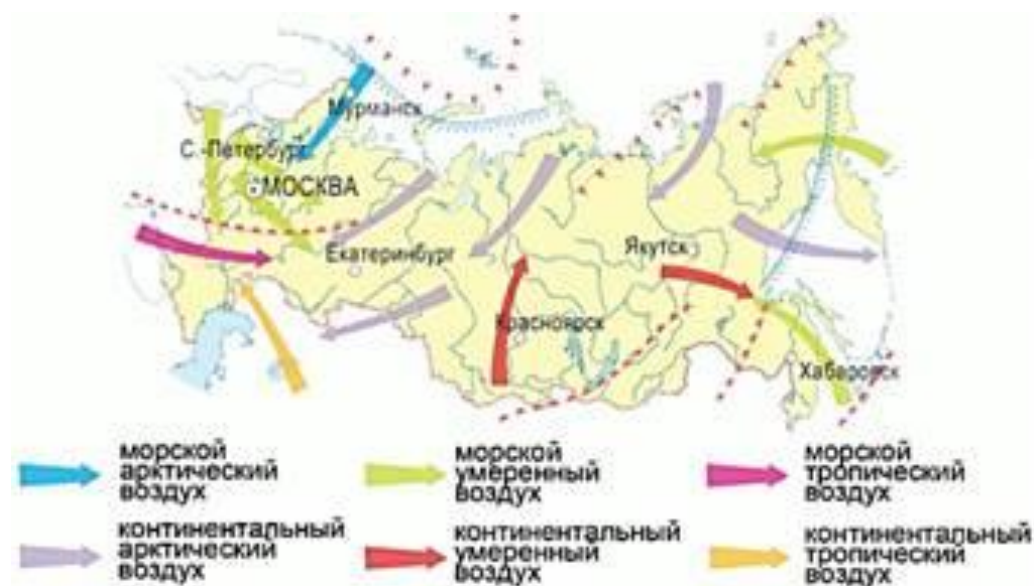 Мурманск
С.-Петербург
МОСКВА
Екатеринбург
Якутск
Красноярск
Хабаровск
морской
арктический
воздух
морской
умеренный
воздух
морской
тропический
воздух
континентальный
арктический
воздух
континентальный
умеренный
воздух
континентальный
тропический
воздух